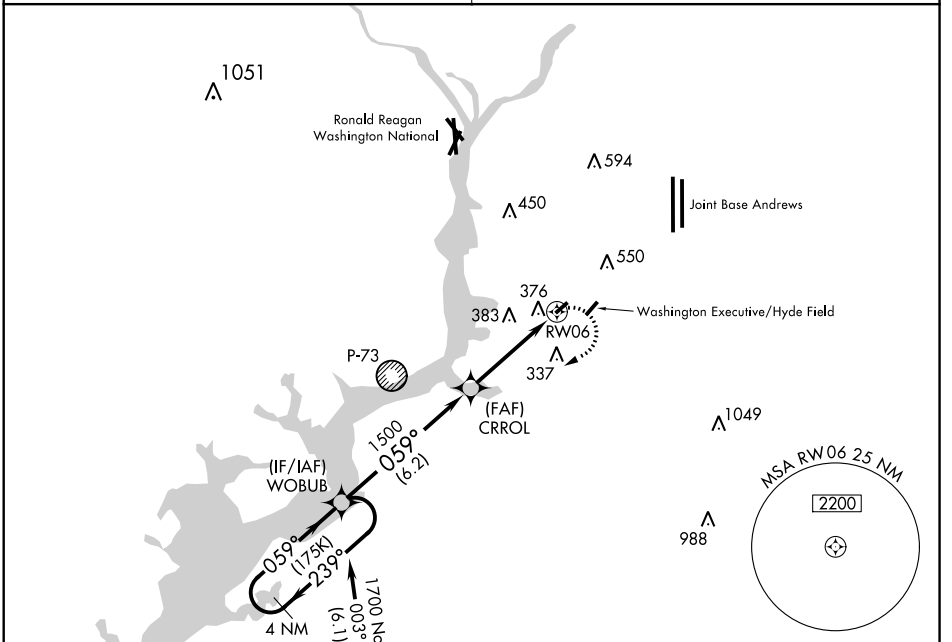 1051
Ronald Reagan
Washington National
594
450
Joint Base Andrews
550
376
383
Washington Executive/Hyde Field
RW06
337
P-73
(FAF)
CRROL
1500
059°
(6.2)
1049
(IF/IAF)
WOBUB
MSA RW06 25 NM
2200
988
059°
(175K)
239°
4 NM
1700
003°
(6.1)